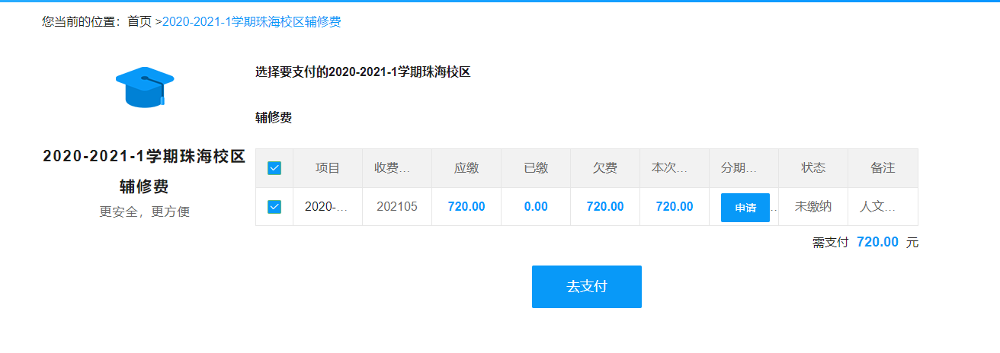 您当前的位置：首页 >2020-2021-1学期珠海校区辅修费
2020-2021-1学期珠海校区
辅修费
更安全，更方便
选择要支付的2020-2021-1学期珠海校区
辅修费
项目 收费... 应缴 已缴 欠费 本次... 分期... 状态 备注
2020-... 202105 720.00 0.00 720.00 720.00 申请... 未缴纳 人文...
需支付 720.00 元
去支付